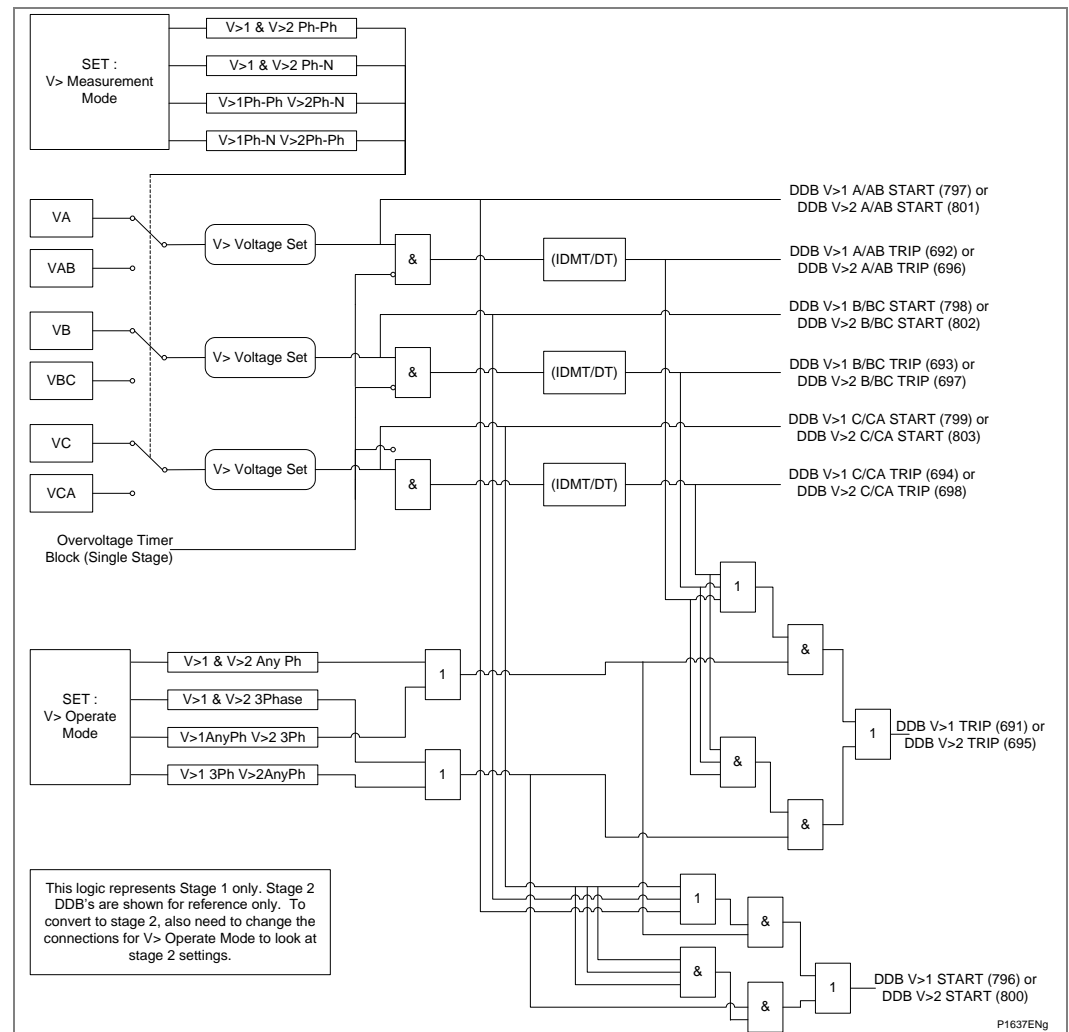 SET :
V> Measurement
Mode
V>1 & V>2 Ph-Ph
V>1 & V>2 Ph-N
V>1Ph-Ph V>2Ph-N
V>1Ph-N V>2Ph-Ph
VA
VAB
VB
VBC
VC
VCA
V> Voltage Set
V> Voltage Set
V> Voltage Set
&
&
&
(IDMT/DT)
(IDMT/DT)
(IDMT/DT)
DDB V>1 A/AB START (797) or
DDB V>2 A/AB START (801)
DDB V>1 A/AB TRIP (692) or
DDB V>2 A/AB TRIP (696)
DDB V>1 B/BC START (798) or
DDB V>2 B/BC START (802)
DDB V>1 B/BC TRIP (693) or
DDB V>2 B/BC TRIP (697)
DDB V>1 C/CA START (799) or
DDB V>2 C/CA START (803)
DDB V>1 C/CA TRIP (694) or
DDB V>2 C/CA TRIP (698)
Overvoltage Timer
Block (Single Stage)
SET :
V> Operate
Mode
V>1 & V>2 Any Ph
V>1 & V>2 3Phase
V>1AnyPh V>2 3Ph
V>1 3Ph V>2AnyPh
1
1
1
&
&
&
1
DDB V>1 TRIP (691) or
DDB V>2 TRIP (695)
1
&
&
&
1
DDB V>1 START (796) or
DDB V>2 START (800)
This logic represents Stage 1 only. Stage 2
DDB's are shown for reference only. To
convert to stage 2, also need to change the
connections for V> Operate Mode to look at
stage 2 settings.
P1637ENg